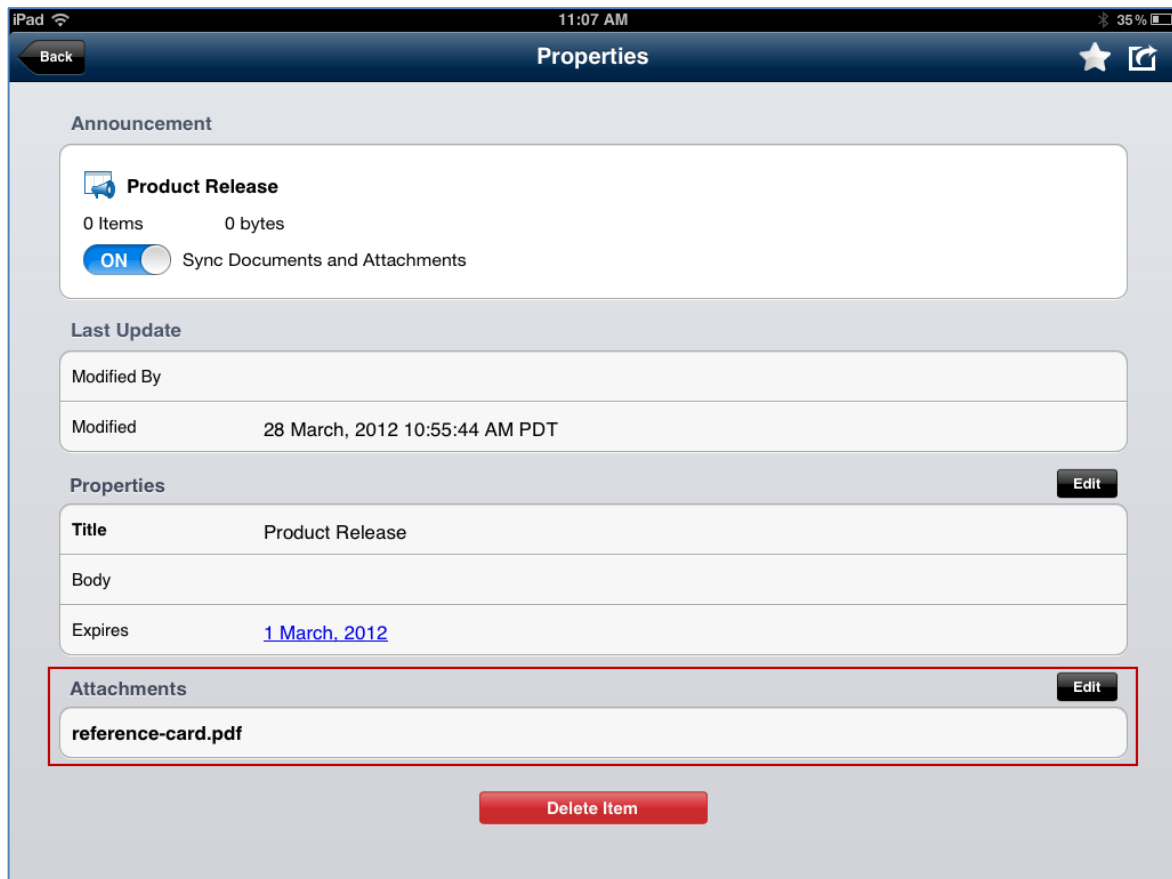 iPad 11:07 AM 35%
Back Properties
Announcement
Product Release
0 Items 0 bytes
ON Sync Documents and Attachments
Last Update
Modified By
Modified 28 March, 2012 10:55:44 AM PDT
Properties Edit
Title Product Release
Body
Expires 1 March, 2012
Attachments Edit
reference-card.pdf
Delete Item